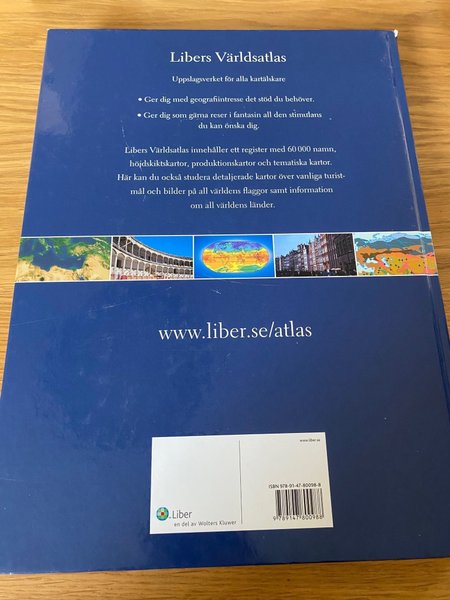 Libers Världsatlas
Uppslagsverket för alla kartälskare
• Ger dig med geografiintresse det stöd du behöver.
• Ger dig som gärna reser i fantasin all den stimulans
du kan önska dig.
Libers Världsatlas innehåller ett register med 60 000 namn,
höjdskiktskartor, produktionskartor och tematiska kartor.
Här kan du också studera detaljerade kartor över vanliga turist-
mål och bilder på all världens flaggor samt information
om all världens länder.
www.liber.se/atlas
www.liber.se
ISBN 978-91-47-80098-8
9 789147 800988
Liber
en del av Wolters Kluwer